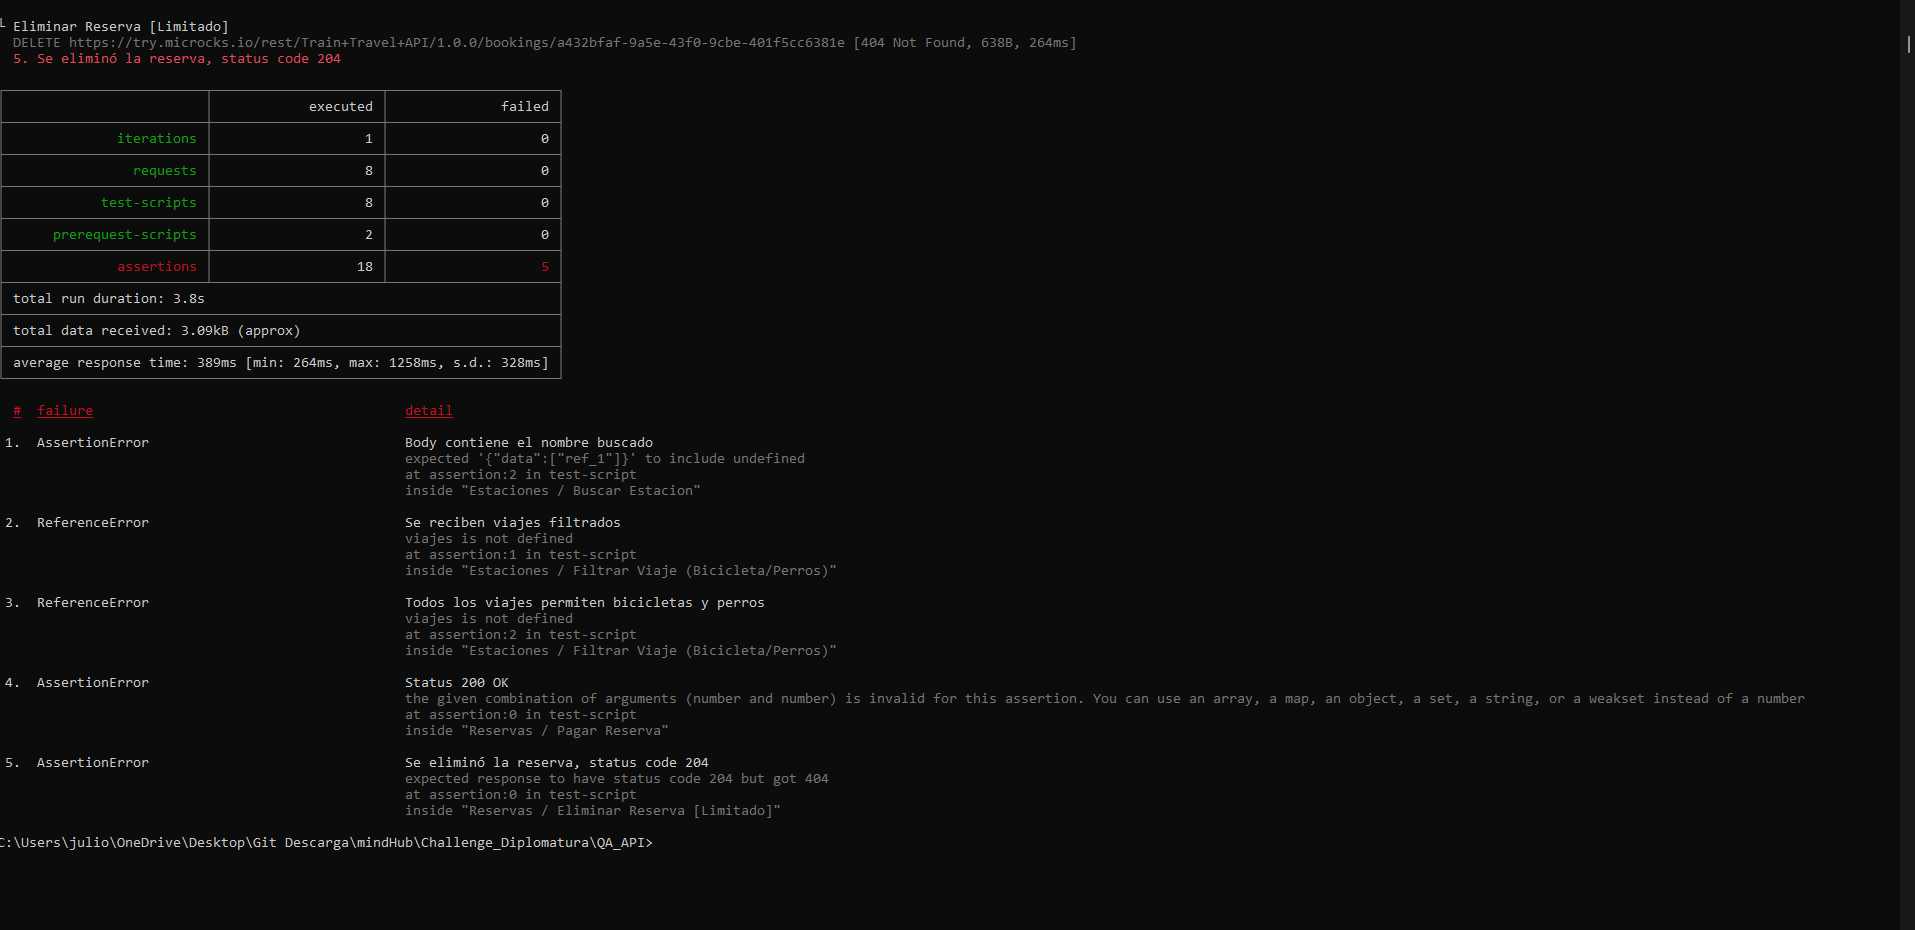 └ Eliminar Reserva [Limitado]
DELETE https://try.microcks.io/rest/Train+Travel+API/1.0.0/bookings/a432bfaf-9a5e-43f0-9cbe-401f5cc6381e [404 Not Found, 638B, 264ms]
5. Se eliminó la reserva, status code 204
executed failed
iterations 1 0
requests 8 0
test-scripts 8 0
prerequest-scripts 2 0
assertions 18 5
total run duration: 3.8s
total data received: 3.09kB (approx)
average response time: 389ms [min: 264ms, max: 1258ms, s.d.: 328ms]
# failure detail
1. AssertionError Body contiene el nombre buscado
expected '{"data":["ref_1"]}' to include undefined
at assertion:2 in test-script
inside "Estaciones / Buscar Estacion"
2. ReferenceError Se reciben viajes filtrados
viajes is not defined
at assertion:1 in test-script
inside "Estaciones / Filtrar Viaje (Bicicleta/Perros)"
3. ReferenceError Todos los viajes permiten bicicletas y perros
viajes is not defined
at assertion:2 in test-script
inside "Estaciones / Filtrar Viaje (Bicicleta/Perros)"
4. AssertionError Status 200 OK
the given combination of arguments (number and number) is invalid for this assertion. You can use an array, a map, an object, a set, a string, or a weakset instead of a number
at assertion:0 in test-script
inside "Reservas / Pagar Reserva"
5. AssertionError Se eliminó la reserva, status code 204
expected response to have status code 204 but got 404
at assertion:0 in test-script
inside "Reservas / Eliminar Reserva [Limitado]"
C:\Users\julio\OneDrive\Desktop\Git Descarga\mindHub\Challenge_Diplomatura\QA_API>